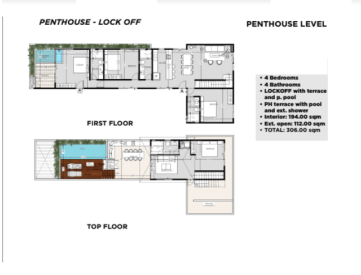 PENTHOUSE - LOCK OFF
PENTHOUSE LEVEL
• 4 Bedrooms
• 4 Bathrooms
• LOCKOFF with terrace
and p. pool
• PH terrace with pool
and ext. shower
• Interior: 194.00 sqm
• Ext. open: 112.00 sqm
• TOTAL: 306.00 sqm
FIRST FLOOR
TOP FLOOR